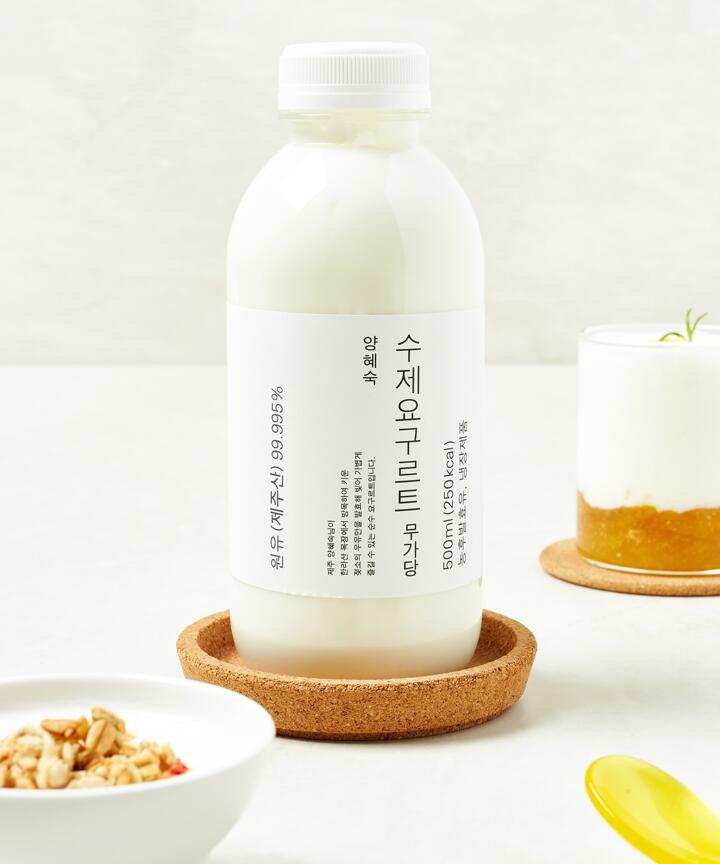 양혜숙
수제요구르트 무가당
500ml(250kcal)
농후발효유, 냉장제품
제주 양혜숙님이
한라산 목장에서 방목하여 키운
젖소의 우유만을 발효해 빚어 가볍게
즐길 수 있는 순수 요구르트입니다.
원유 (제주산) 99.995%